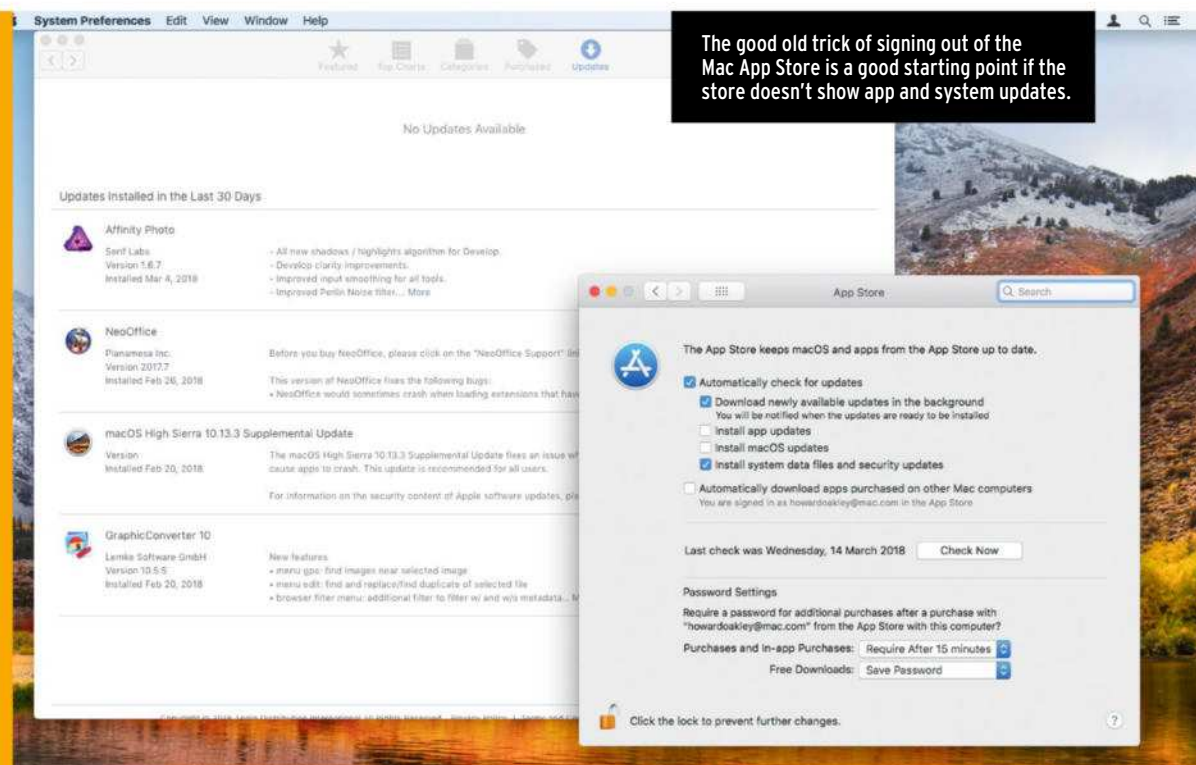 System Preferences Edit View Window Help
The good old trick of signing out of the
Mac App Store is a good starting point if the
store doesn't show app and system updates.
Featured Top Charts Categories Purchased Updates
No Updates Available
Updates Installed in the Last 30 Days
Affinity Photo
Serif Labs
Version 1.6.7
Installed Mar 4, 2018
- All new shadows / highlights algorithm for Develop.
- Develop clarity improvements.
- Improved input smoothing for all tools.
- Improved Perlin Noise filter... More
NeoOffice
Planamesa Inc.
Version 2017.7
Installed Feb 26, 2018
Before you buy NeoOffice, please click on the "NeoOffice Support"
This version of NeoOffice fixes the following bugs:
• NeoOffice would sometimes crash when loading extensions that have
macOS High Sierra 10.13.3 Supplemental Update
Version
Installed Feb 20, 2018
The macOS High Sierra 10.13.3 Supplemental Update fixes an issue
cause apps to crash. This update is recommended for all users.
For information on the security content of Apple software updates,
GraphicConverter 10
Lemke Software GmbH
Version 10.5.5
Installed Feb 20, 2018
New features
• menu gps: find images near selected image
• menu edit: find and replace/find duplicate of selected file
• browser filter menu: additional filter to filter w/ and w/o metadata...
App Store
Search
The App Store keeps macOS and apps from the App Store up to date.
Automatically check for updates
Download newly available updates in the background
You will be notified when the updates are ready to be installed
Install app updates
Install macOS updates
Install system data files and security updates
Automatically download apps purchased on other Mac computers
You are signed in as howardoakley@mac.com in the App Store
Last check was Wednesday, 14 March 2018 Check Now
Password Settings
Require a password for additional purchases after a purchase with
"howardoakley@mac.com" from the App Store with this computer?
Purchases and In-app Purchases: Require After 15 minutes
Free Downloads: Save Password
Click the lock to prevent further changes. ?